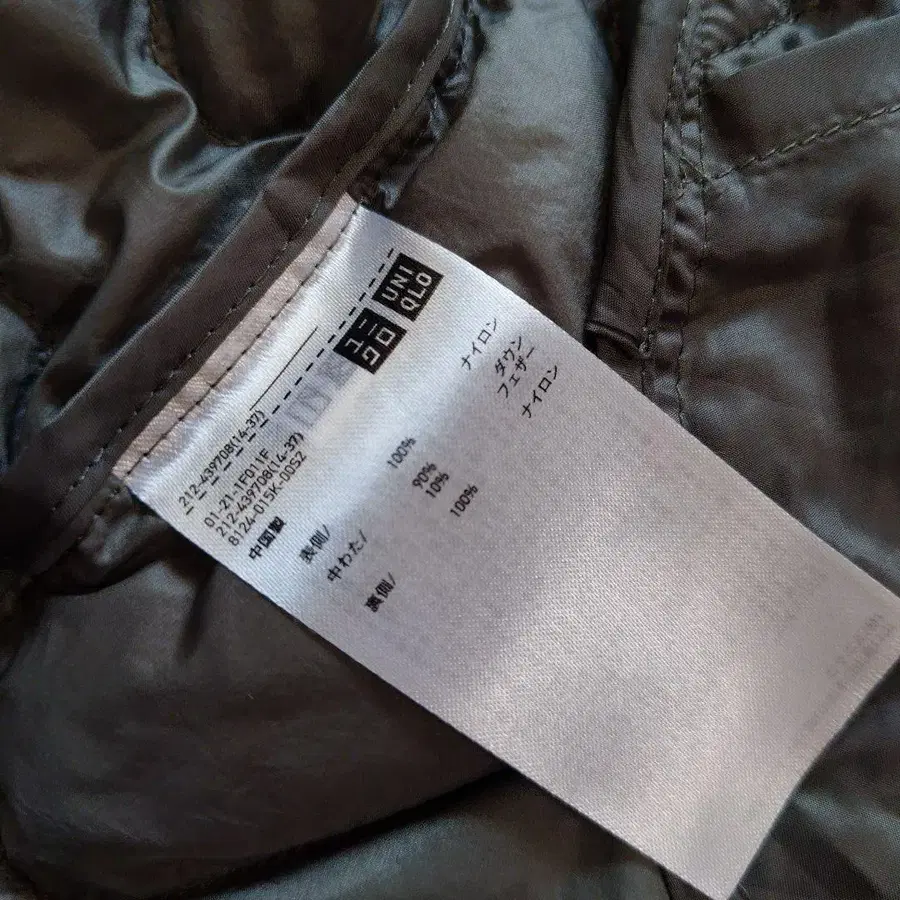 ユニ
クロ
UNI
QLO
212-439708(14-37)
01-21-1F011F
212-439708(14-37)
8124-015K-00S2
中国製
表側/ 100% ナイロン
中わた/ 90% ダウン
10% フェザー
裏側/ 100% ナイロン